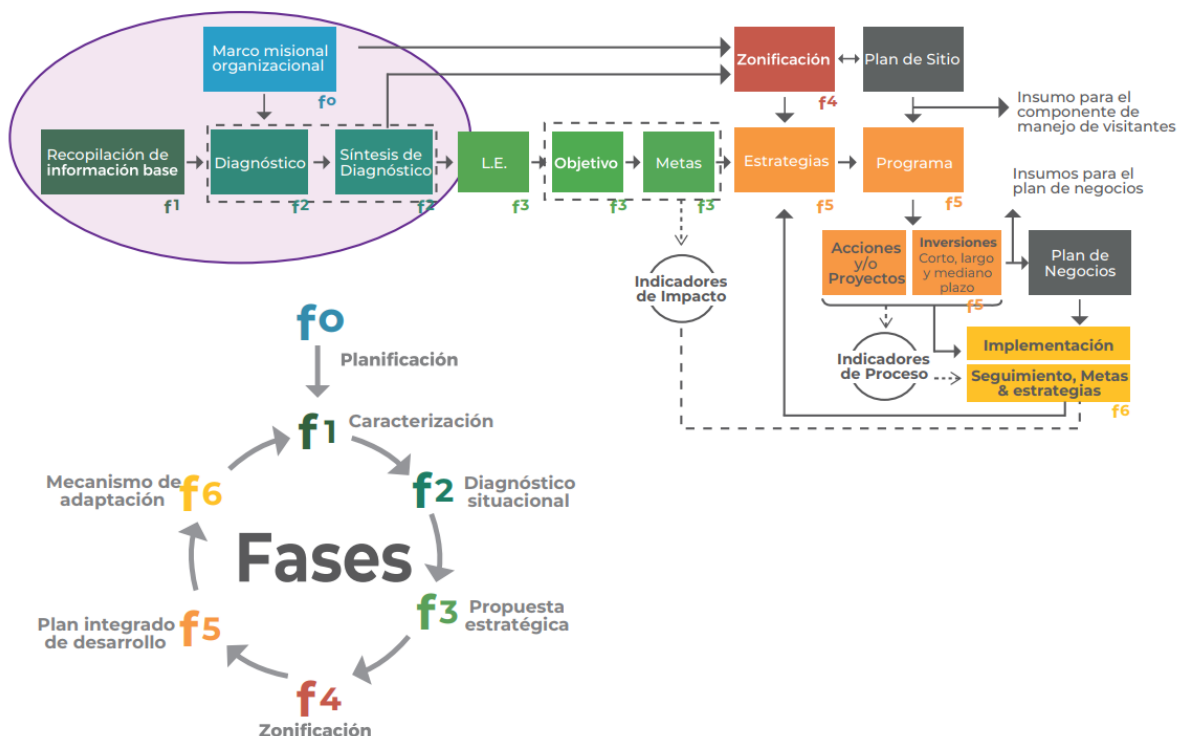 Marco misional
organizacional
fo
Zonificación
f4
Plan de Sitio
Insumo para el
componente de
manejo de visitantes
Recopilación de
información base
f1
Diagnóstico
f2
Síntesis de
Diagnóstico
f2
L.E.
f3
Objetivo
f3
Metas
f3
Estrategias
f5
Programa
f5
Insumos para el
plan de negocios
Acciones
y/o
Proyectos
Inversiones
Corto, largo
y mediano
plazo
f5
Plan de
Negocios
Indicadores
de Impacto
Indicadores
de Proceso
Implementación
Seguimiento, Metas
& estrategias
f6
fo
Planificación
f1
Caracterización
f2
Diagnóstico
situacional
f3
Propuesta
estratégica
f4
Zonificación
f5
Plan integrado
de desarrollo
f6
Mecanismo de
adaptación
Fases